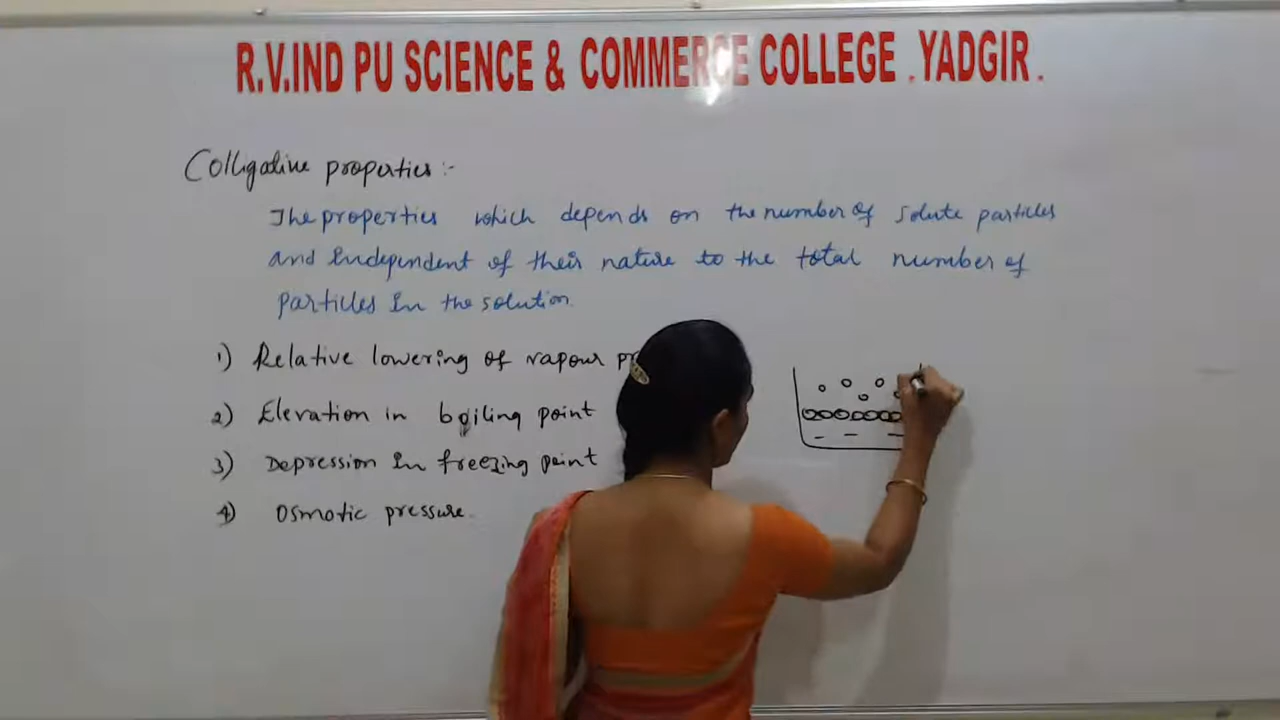 R.V.IND PU SCIENCE & COMMERCE COLLEGE . YADGIR .
Colligative properties :-
The properties which depends on the number of solute particles
and Independent of their nature to the total number of
particles in the solution
1) Relative lowering of vapour
2) Elevation in boiling point
3) Depression in freezing point
4) Osmotic pressure.